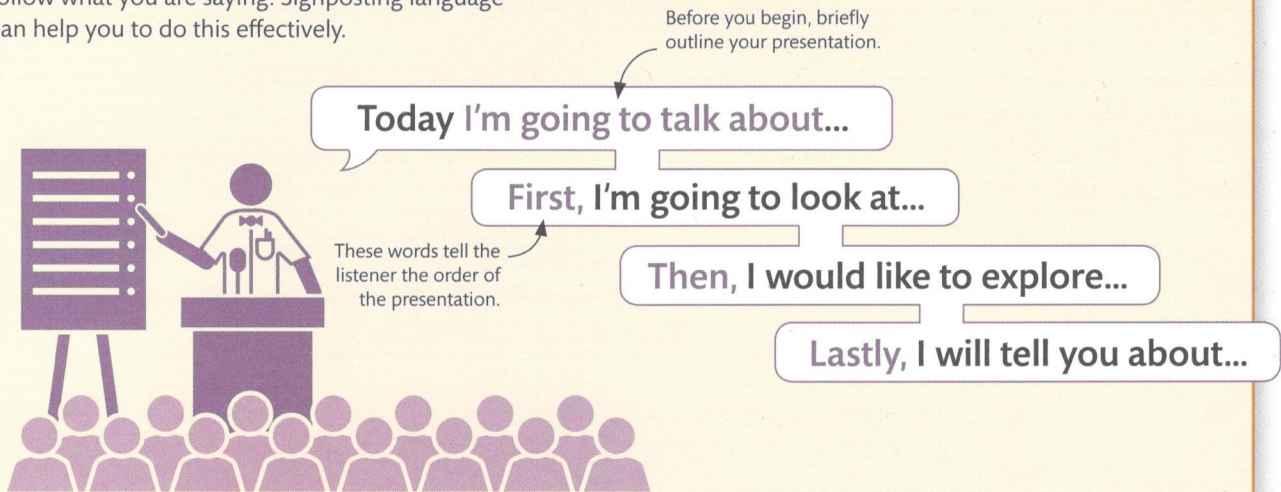 what you are saying. Signposting language
an help you to do this effectively.
Before you begin, briefly
outline your presentation.
Today I'm going to talk about...
First, I'm going to look at...
These words tell the
listener the order of
the presentation.
Then, I would like to explore...
Lastly, I will tell you about...